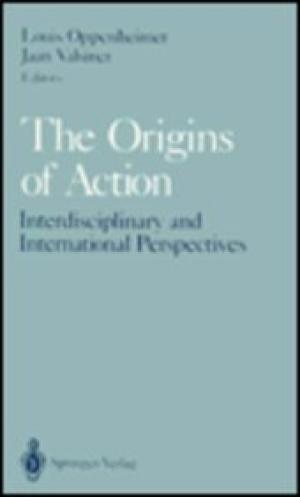 Louis Oppenheimer
Jaan Valsiner
Editors
The Origins
of Action
Interdisciplinary and
International Perspectives
Springer-Verlag